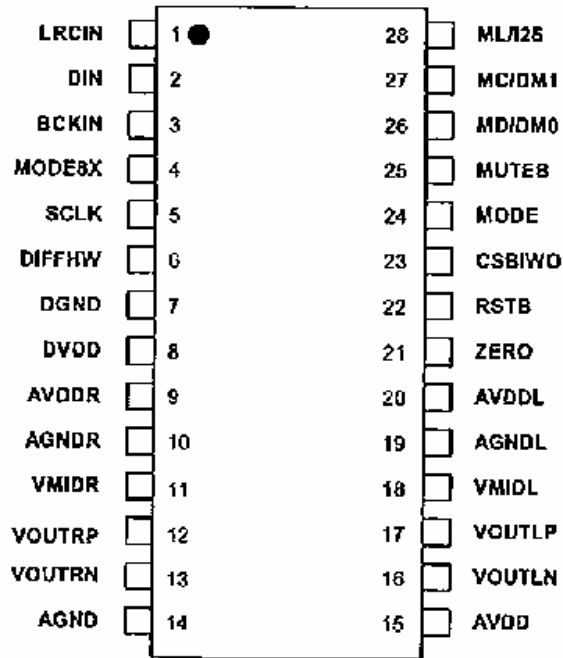 LRCIN 1 28 ML/I2S
DIN 2 27 MC/DM1
BCKIN 3 26 MD/DM0
MODE8X 4 25 MUTEB
SCLK 5 24 MODE
DIFFHW 6 23 CSBIWO
DGND 7 22 RSTB
DVDD 8 21 ZERO
AVDDR 9 20 AVDDL
AGNDR 10 19 AGNDL
VMIDR 11 18 VMIDL
VOUTRP 12 17 VOUTLP
VOUTRN 13 16 VOUTLN
AGND 14 15 AVDD